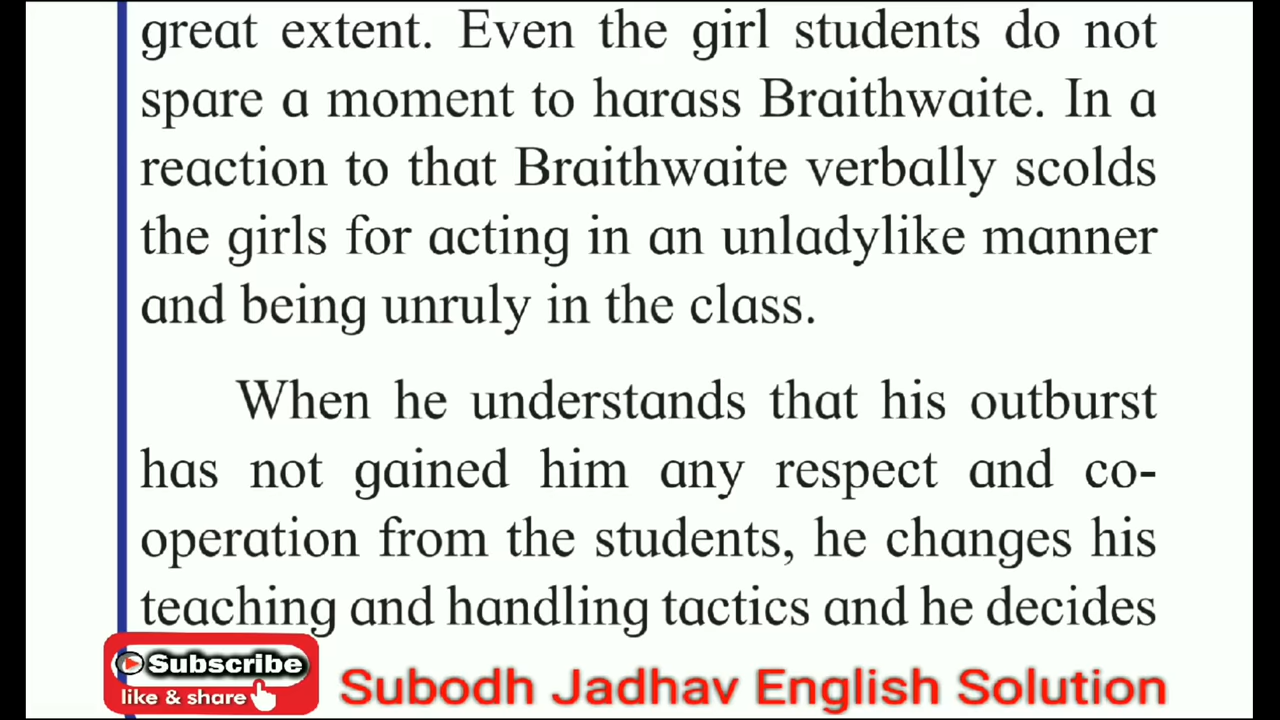 great extent. Even the girl students do not
spare a moment to harass Braithwaite. In a
reaction to that Braithwaite verbally scolds
the girls for acting in an unladylike manner
and being unruly in the class.
When he understands that his outburst
has not gained him any respect and co-
operation from the students, he changes his
teaching and handling tactics and he decides
Subscribe
like & share
Subodh Jadhav English Solution